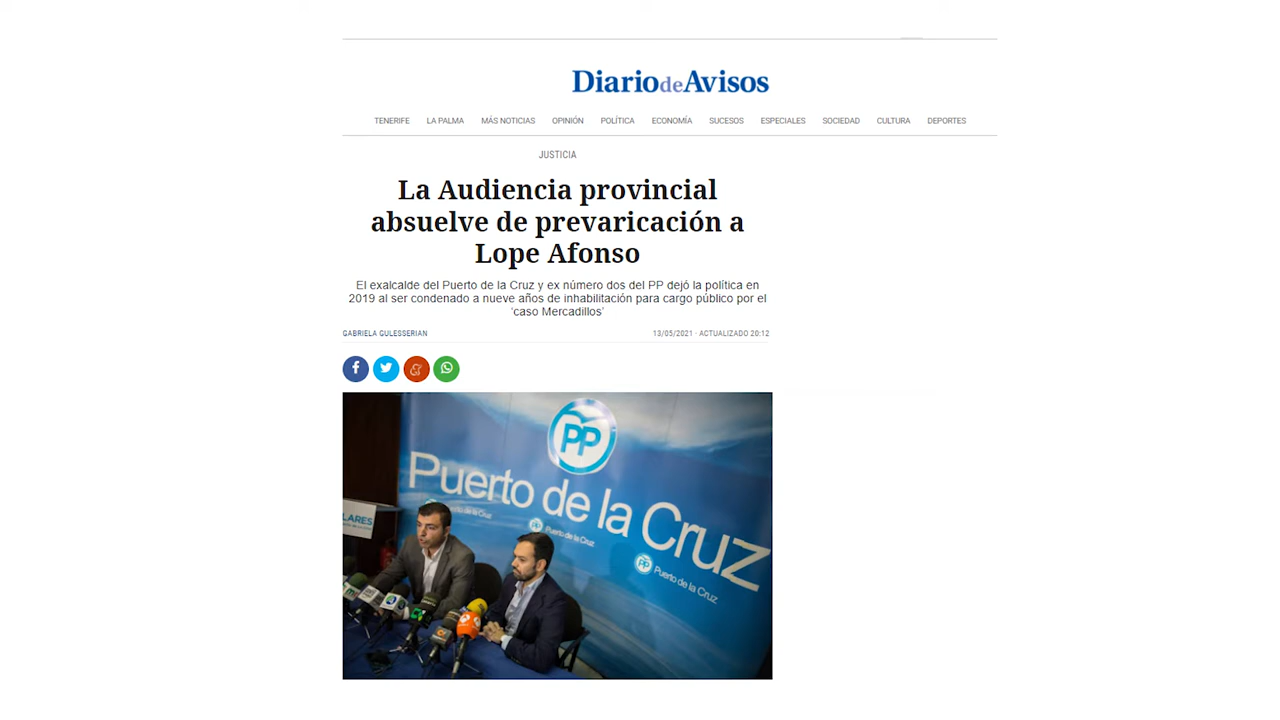 Diario de Avisos
TENERIFE LA PALMA MÁS NOTICIAS OPINIÓN POLÍTICA ECONOMÍA SUCESOS ESPECIALES SOCIEDAD CULTURA DEPORTES
JUSTICIA
La Audiencia provincial
absuelve de prevaricación a
Lope Afonso
El exalcalde del Puerto de la Cruz y ex número dos del PP dejó la política en
2019 al ser condenado a nueve años de inhabilitación para cargo público por el
‘caso Mercadillos’
GABRIELA GULESSERIAN 13/05/2021 · ACTUALIZADO 20:12
PP
Puerto de la Cruz
LARES
Puerto de la Cruz
PP Puerto de la Cruz